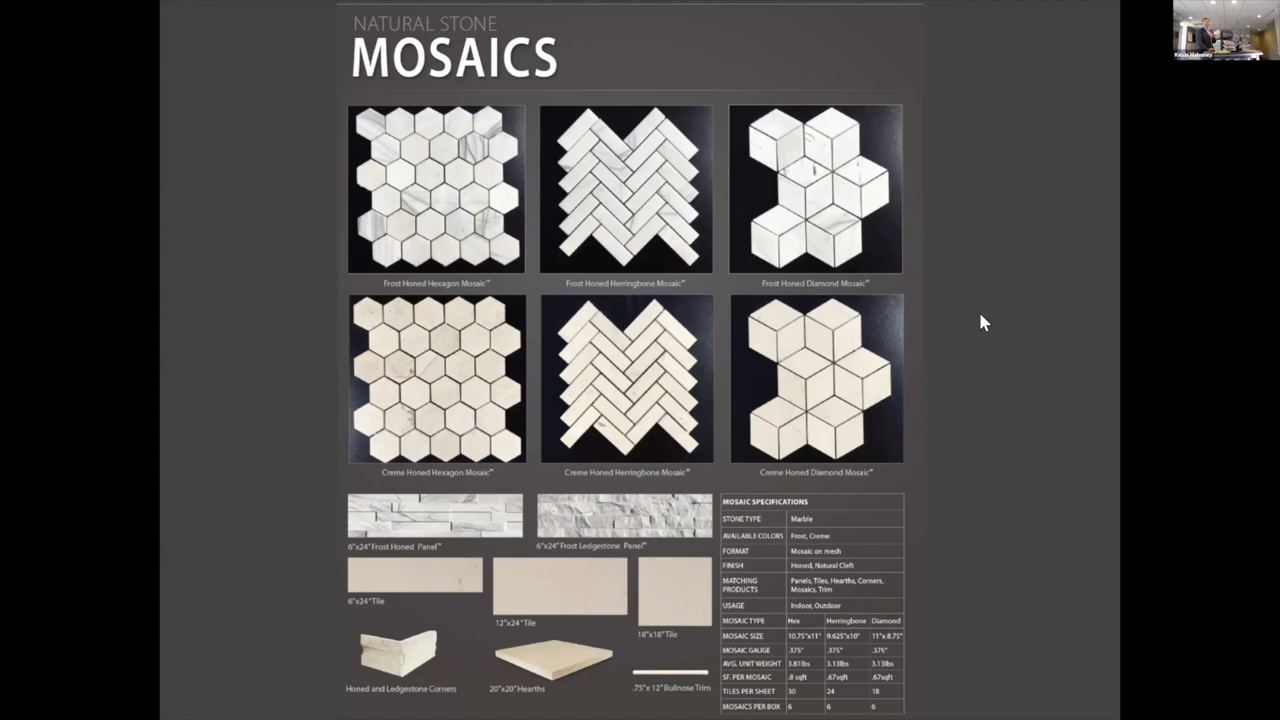 NATURAL STONE
MOSAICS
Kevin Mahoney
Frost Honed Hexagon Mosaic™
Frost Honed Herringbone Mosaic™
Frost Honed Diamond Mosaic™
Creme Honed Hexagon Mosaic™
Creme Honed Herringbone Mosaic™
Creme Honed Diamond Mosaic™
6"x24" Frost Honed Panel™
6"x24" Frost Ledgestone Panel™
6"x24" Tile
12"x24" Tile
18"x18" Tile
Honed and Ledgestone Corners
20"x20" Hearths
.75"x 12" Bullnose Trim
MOSAIC SPECIFICATIONS
STONE TYPE Marble
AVAILABLE COLORS Frost, Creme
FORMAT Mosaic on mesh
FINISH Honed, Natural Cleft
MATCHING PRODUCTS Panels, Tiles, Hearths, Corners, Mosaics, Trim
USAGE Indoor, Outdoor
MOSAIC TYPE Hex Herringbone Diamond
MOSAIC SIZE 10.75"x11" 9.625"x10" 11"x 8.75"
MOSAIC GAUGE .375" .375" .375"
AVG. UNIT WEIGHT 3.81lbs 3.13lbs 3.13lbs
SF. PER MOSAIC .8 sqft .67sqft .67sqft
TILES PER SHEET 30 24 18
MOSAICS PER BOX 6 6 6